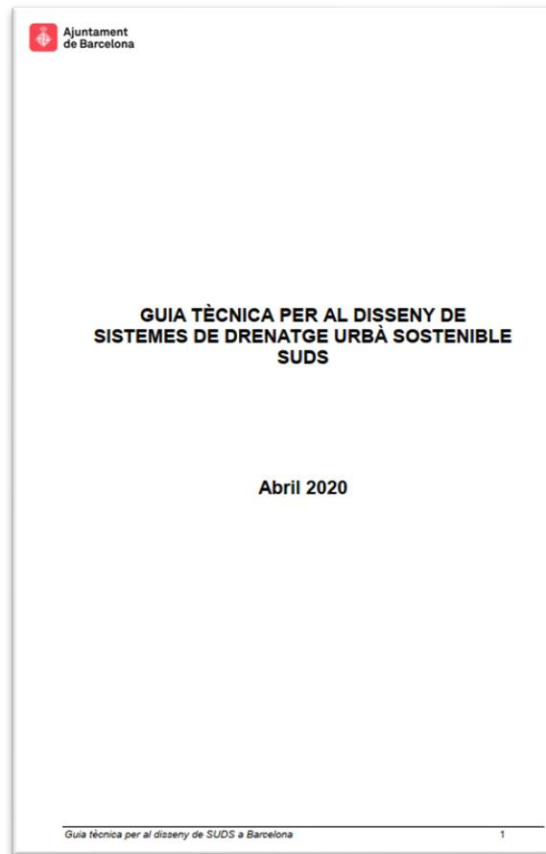 Ajuntament
de Barcelona
GUIA TÈCNICA PER AL DISSENY DE
SISTEMES DE DRENATGE URBÀ SOSTENIBLE
SUDS
Abril 2020
Guia tècnica per al disseny de SUDS a Barcelona 1